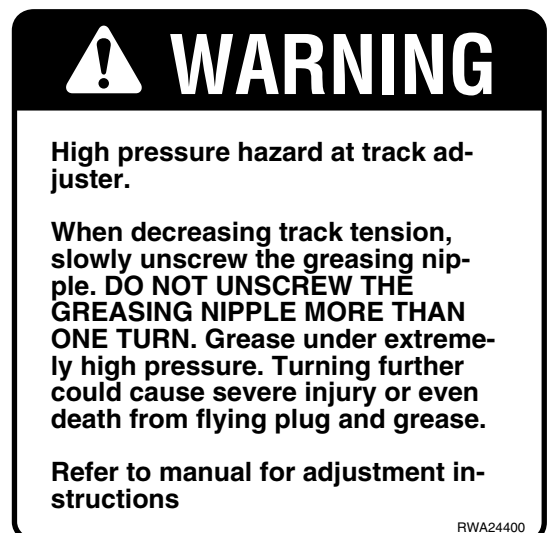 WARNING
High pressure hazard at track ad-
juster.
When decreasing track tension,
slowly unscrew the greasing nip-
ple. DO NOT UNSCREW THE
GREASING NIPPLE MORE THAN
ONE TURN. Grease under extreme-
ly high pressure. Turning further
could cause severe injury or even
death from flying plug and grease.
Refer to manual for adjustment in-
structions
RWA24400